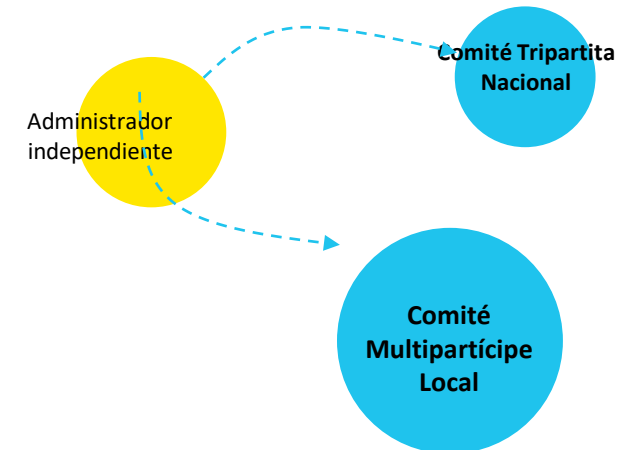 Comité Tripartita
Nacional
Administrador
independiente
Comité
Multipartícipe
Local